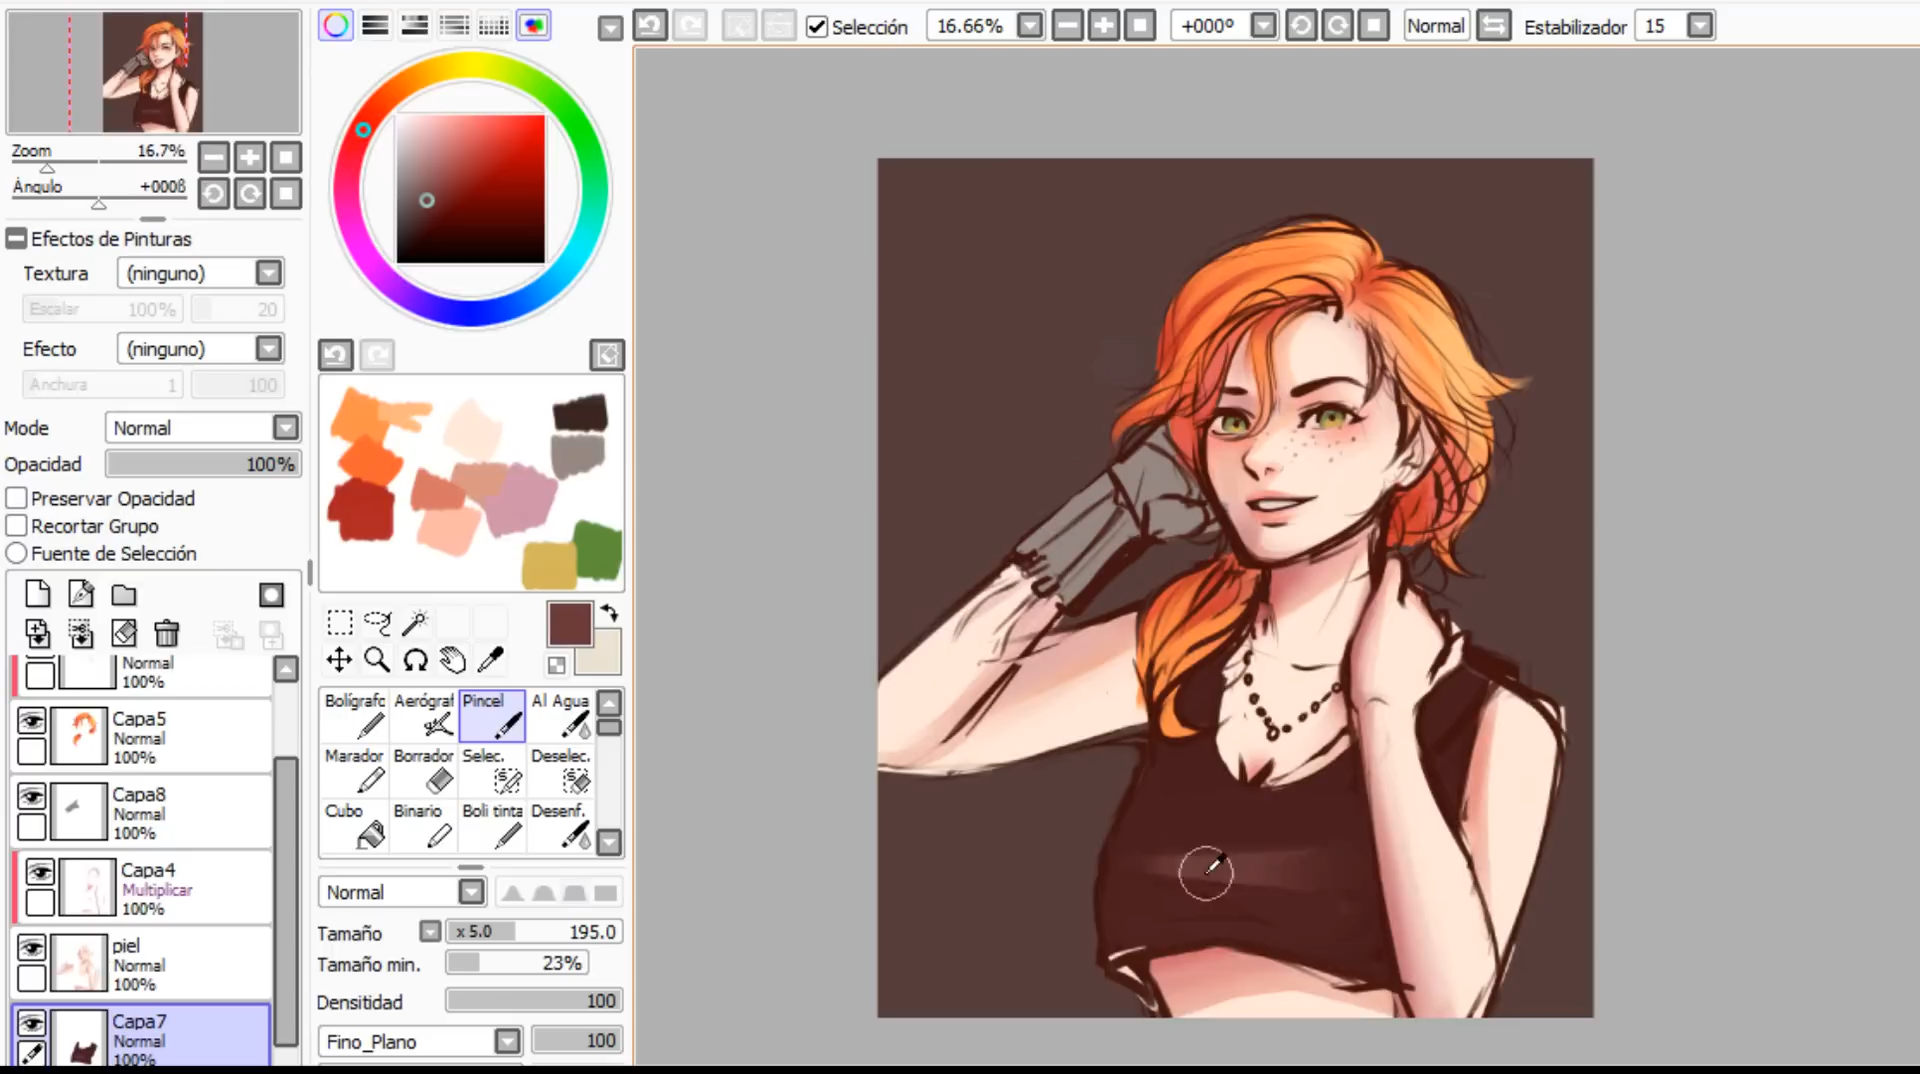 Selección
16.66%
+000º
Normal
Estabilizador
15
Zoom
16.7%
Ángulo
+000ß
Efectos de Pinturas
Textura
(ninguno)
Escalar
100%
20
Efecto
(ninguno)
Anchura
1
100
Mode
Normal
Opacidad
100%
Preservar Opacidad
Recortar Grupo
Fuente de Selección
Normal
100%
Capa5
Normal
100%
Capa8
Normal
100%
Capa4
Multiplicar
100%
piel
Normal
100%
Capa7
Normal
100%
Bolígrafo
Aerógraf
Pincel
Al Agua
Marador
Borrador
Selec.
Deselec.
Cubo
Binario
Boli tinta
Desenf.
Normal
Tamaño
x 5.0
195.0
Tamaño min.
23%
Densitidad
100
Fino_Plano
100